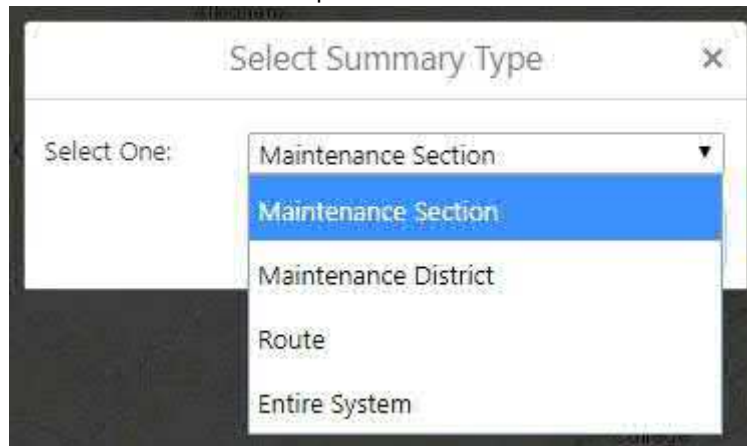 Select Summary Type ×
Select One: Maintenance Section
Maintenance Section
Maintenance District
Route
Entire System